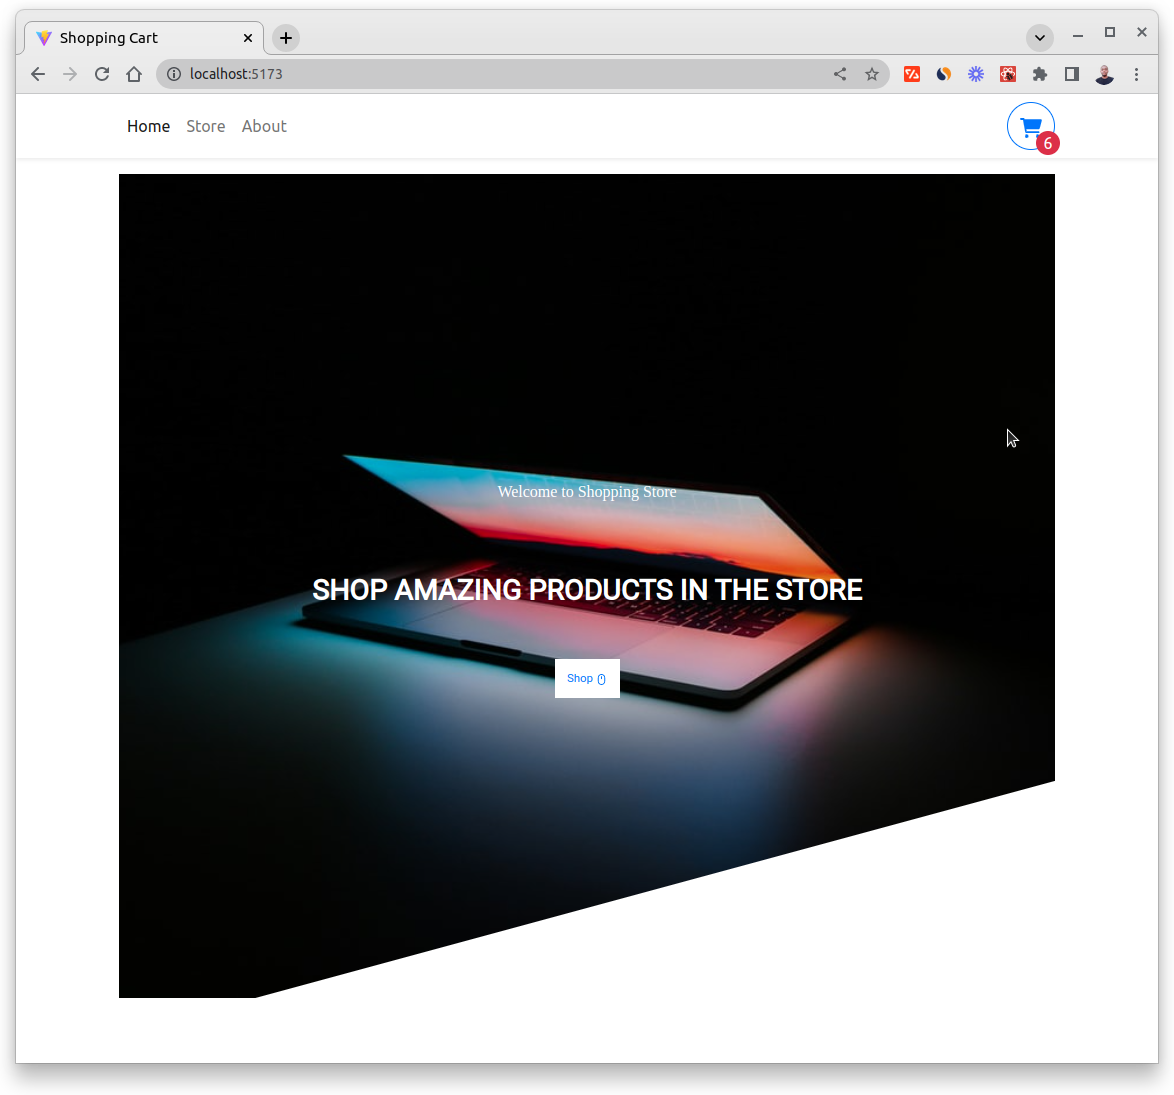 Shopping Cart
localhost:5173
Home Store About
6
Welcome to Shopping Store
SHOP AMAZING PRODUCTS IN THE STORE
Shop